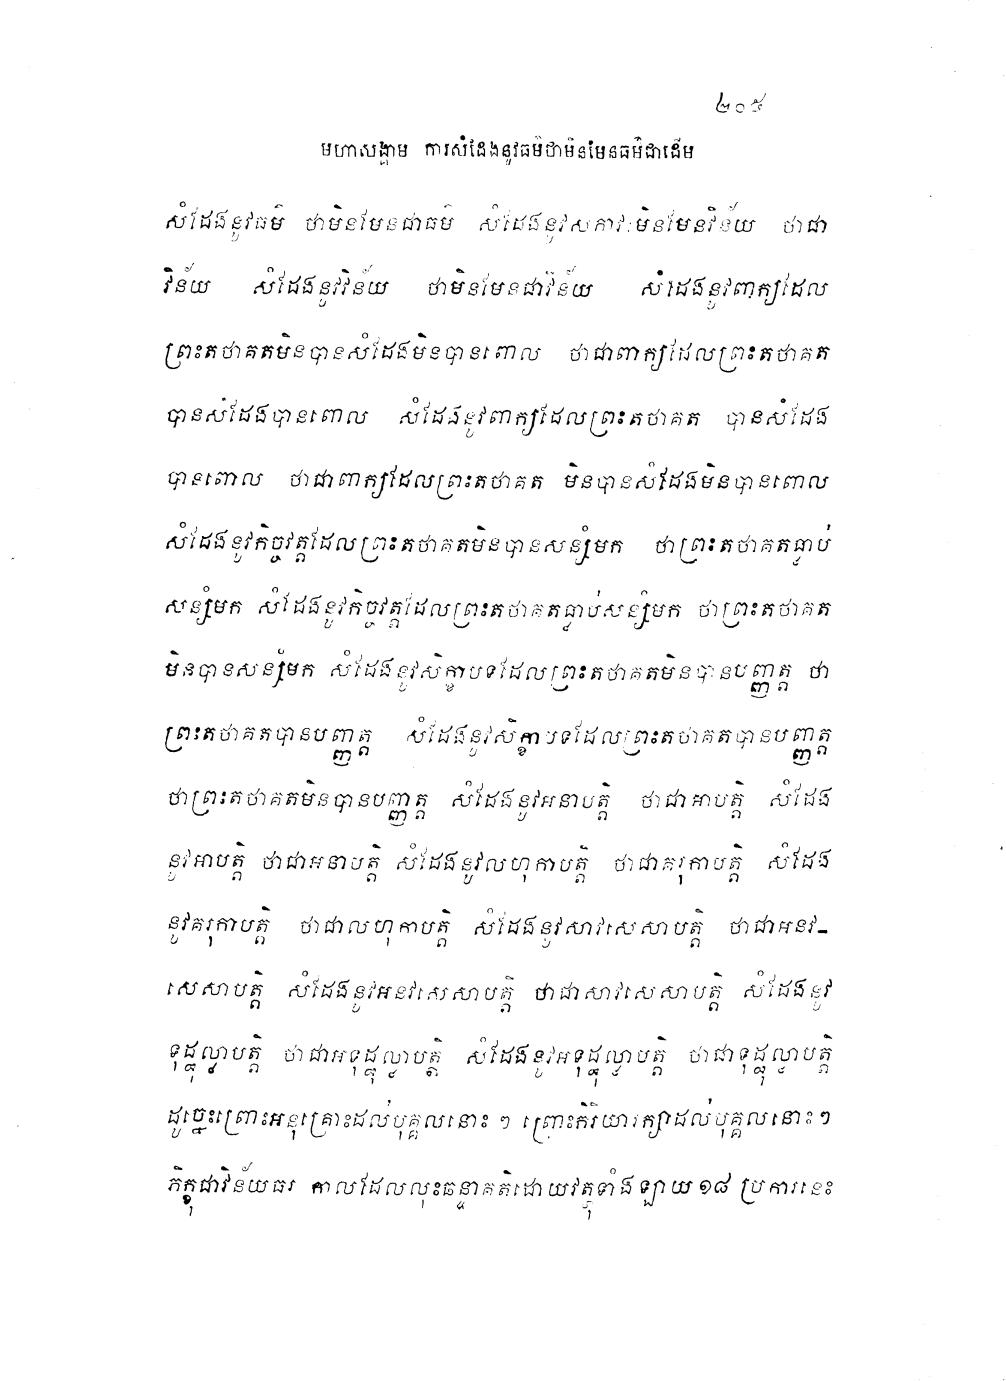 ២០៥
មហាសង្គាម ការសំដែងនូវធម៌ថាមិនមែនធម៌ជាដើម
សំដែងនូវធម៌ ថាមិនមែនជាធម៌ សំដែងនូវសភាវៈមិនមែនវិន័យ ថាជា
វិន័យ សំដែងនូវវិន័យ ថាមិនមែនជាវិន័យ សំដែងនូវពាក្យដែល
ព្រះតថាគតមិនបានសំដែងមិនបានពោល ថាជាពាក្យដែលព្រះតថាគត
បានសំដែងបានពោល សំដែងនូវពាក្យដែលព្រះតថាគត បានសំដែង
បានពោល ថាជាពាក្យដែលព្រះតថាគត មិនបានសំដែងមិនបានពោល
សំដែងនូវកិច្ចវត្តដែលព្រះតថាគតមិនបានសន្សំមក ថាព្រះតថាគតធ្លាប់
សន្សំមក សំដែងនូវកិច្ចវត្តដែលព្រះតថាគតធ្លាប់សន្សំមក ថាព្រះតថាគត
មិនបានសន្សំមក សំដែងនូវសិក្ខាបទដែលព្រះតថាគតមិនបានបញ្ញត្ត ថា
ព្រះតថាគតបានបញ្ញត្ត សំដែងនូវសិក្ខាបទដែលព្រះតថាគតបានបញ្ញត្ត
ថាព្រះតថាគតមិនបានបញ្ញត្ត សំដែងនូវអនាបត្តិ ថាជាអាបត្តិ សំដែង
នូវអាបត្តិ ថាជាអនាបត្តិ សំដែងនូវលហុកាបត្តិ ថាជាគរុកាបត្តិ សំដែង
នូវគរុកាបត្តិ ថាជាលហុកាបត្តិ សំដែងនូវសាវសេសាបត្តិ ថាជាអនវ-
សេសាបត្តិ សំដែងនូវអនវសេសាបត្តិ ថាជាសាវសេសាបត្តិ សំដែងនូវ
ទុដ្ឋុល្លាបត្តិ ថាជាអទុដ្ឋុល្លាបត្តិ សំដែងនូវអទុដ្ឋុល្លាបត្តិ ថាជាទុដ្ឋុល្លាបត្តិ
ដូច្នេះព្រោះអនុគ្រោះដល់បុគ្គលនោះ ៗ ព្រោះកិរិយារក្សាដល់បុគ្គលនោះ ៗ
ភិក្ខុជាវិន័យធរ កាលដែលលុះឆន្ទាគតិដោយវត្ថុទាំងឡាយ ១៨ ប្រការនេះ